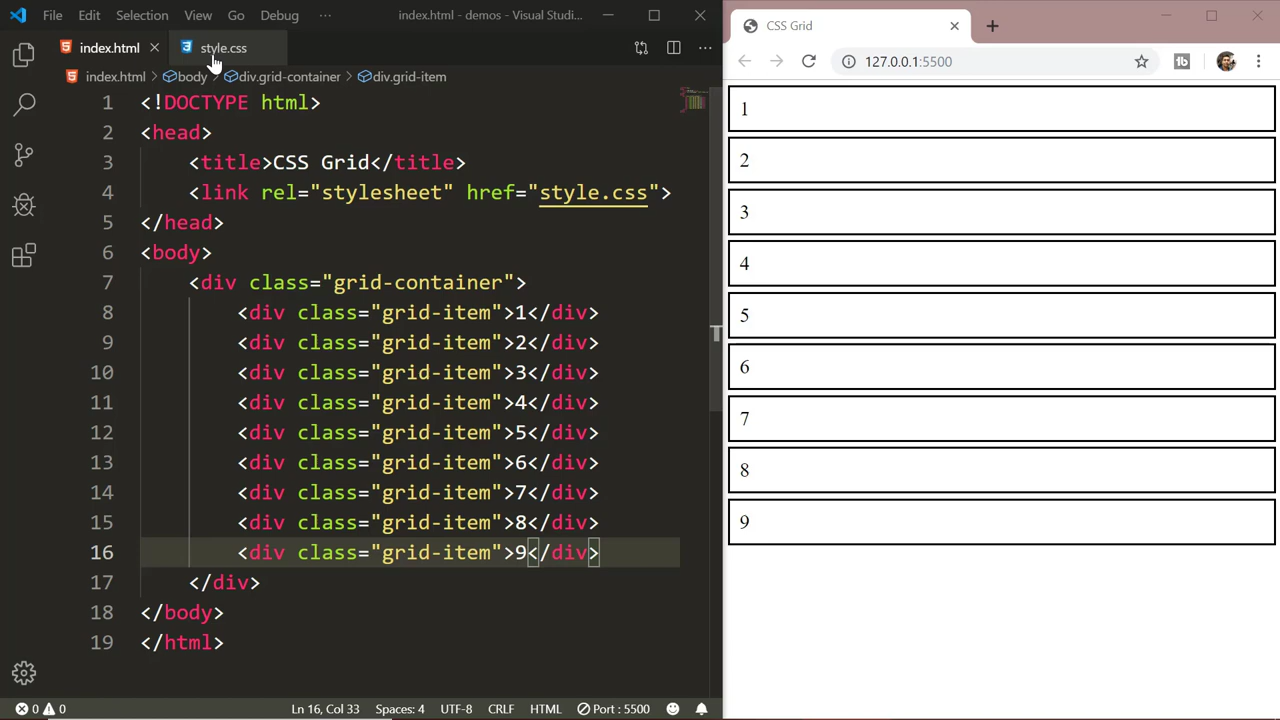 File Edit Selection View Go Debug ··· index.html - demos - Visual Studi...
index.html style.css
index.html > body > div.grid-container > div.grid-item
1 <!DOCTYPE html>
2 <head>
3 <title>CSS Grid</title>
4 <link rel="stylesheet" href="style.css">
5 </head>
6 <body>
7 <div class="grid-container">
8 <div class="grid-item">1</div>
9 <div class="grid-item">2</div>
10 <div class="grid-item">3</div>
11 <div class="grid-item">4</div>
12 <div class="grid-item">5</div>
13 <div class="grid-item">6</div>
14 <div class="grid-item">7</div>
15 <div class="grid-item">8</div>
16 <div class="grid-item">9</div>
17 </div>
18 </body>
19 </html>
0 0 Ln 16, Col 33 Spaces: 4 UTF-8 CRLF HTML Port : 5500
CSS Grid
127.0.0.1:5500
1
2
3
4
5
6
7
8
9